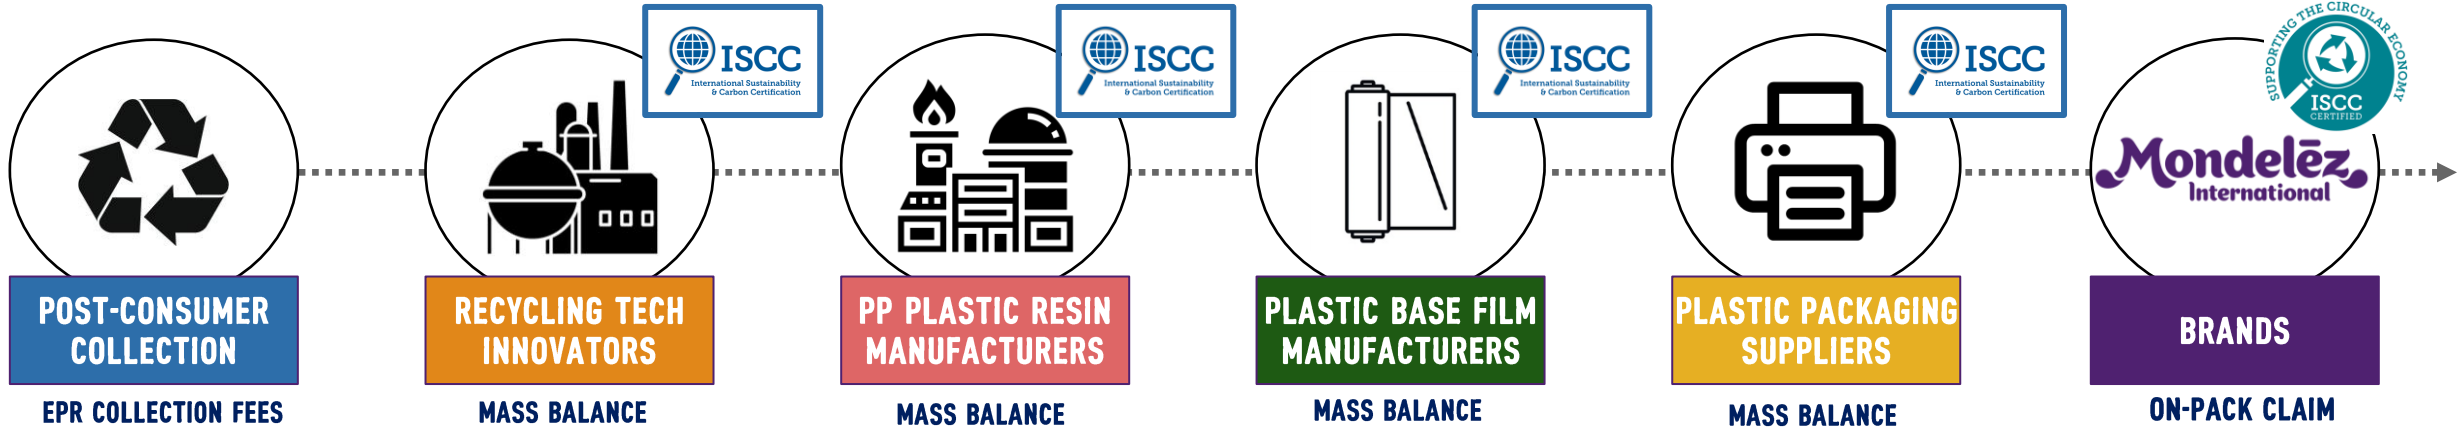 ISCC
International Sustainability
& Carbon Certification
ISCC
International Sustainability
& Carbon Certification
ISCC
International Sustainability
& Carbon Certification
ISCC
International Sustainability
& Carbon Certification
SUPPORTING THE CIRCULAR ECONOMY
ISCC
CERTIFIED
Mondelēz
International
POST-CONSUMER
COLLECTION
RECYCLING TECH
INNOVATORS
PP PLASTIC RESIN
MANUFACTURERS
PLASTIC BASE FILM
MANUFACTURERS
PLASTIC PACKAGING
SUPPLIERS
BRANDS
EPR COLLECTION FEES
MASS BALANCE
MASS BALANCE
MASS BALANCE
MASS BALANCE
ON-PACK CLAIM